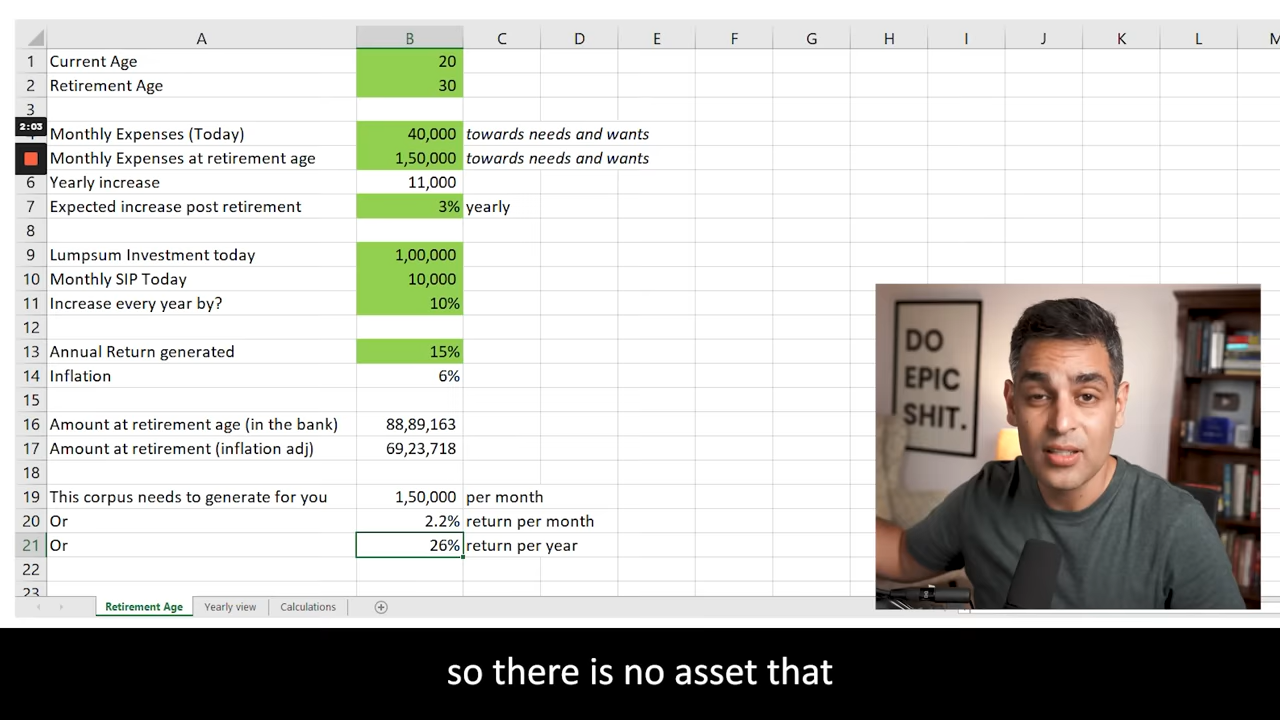 A B C D E F G H I J K L M
1 Current Age 20
2 Retirement Age 30
3
2:03
Monthly Expenses (Today) 40,000 towards needs and wants
Monthly Expenses at retirement age 1,50,000 towards needs and wants
6 Yearly increase 11,000
7 Expected increase post retirement 3% yearly
8
9 Lumpsum Investment today 1,00,000
10 Monthly SIP Today 10,000
11 Increase every year by? 10%
12
13 Annual Return generated 15%
14 Inflation 6%
15
16 Amount at retirement age (in the bank) 88,89,163
17 Amount at retirement (inflation adj) 69,23,718
18
19 This corpus needs to generate for you 1,50,000 per month
20 Or 2.2% return per month
21 Or 26% return per year
22
23
DO
EPIC
SHIT.
Retirement Age Yearly view Calculations
so there is no asset that